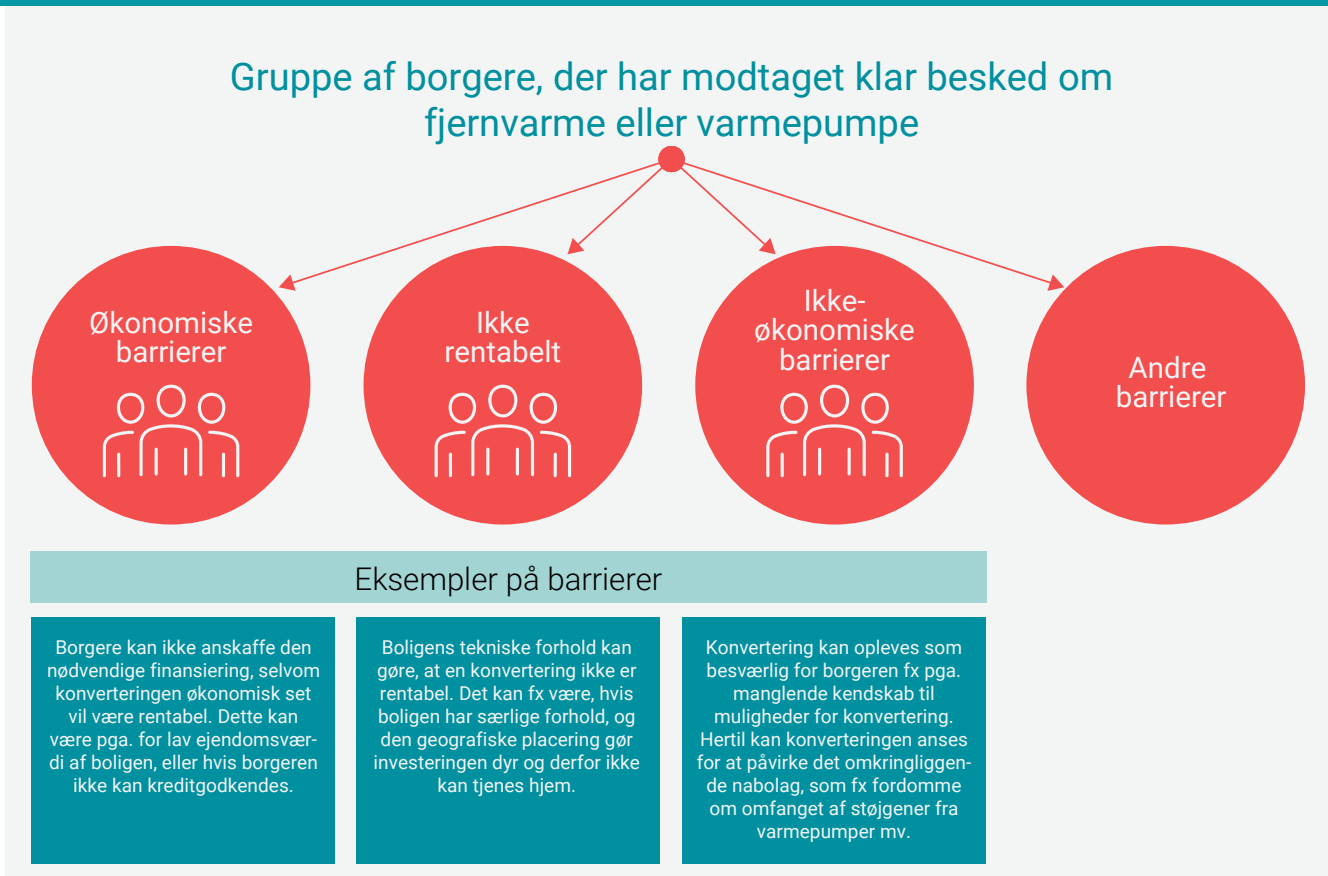 Gruppe af borgere, der har modtaget klar besked om
fjernvarme eller varmepumpe
Økonomiske
barrierer
Ikke
rentabelt
Ikke-
økonomiske
barrierer
Andre
barrierer
Eksempler på barrierer
Borgere kan ikke anskaffe den
nødvendige finansiering, selvom
konverteringen økonomisk set
vil være rentabel. Dette kan
være pga. for lav ejendomsvær-
di af boligen, eller hvis borgeren
ikke kan kreditgodkendes.
Boligens tekniske forhold kan
gøre, at en konvertering ikke er
rentabel. Det kan fx være, hvis
boligen har særlige forhold, og
den geografiske placering gør
investeringen dyr og derfor ikke
kan tjenes hjem.
Konvertering kan opleves som
besværlig for borgeren fx pga.
manglende kendskab til
muligheder for konvertering.
Hertil kan konverteringen anses
for at påvirke det omkringliggen-
de nabolag, som fx fordomme
om omfanget af støjgener fra
varmepumper mv.